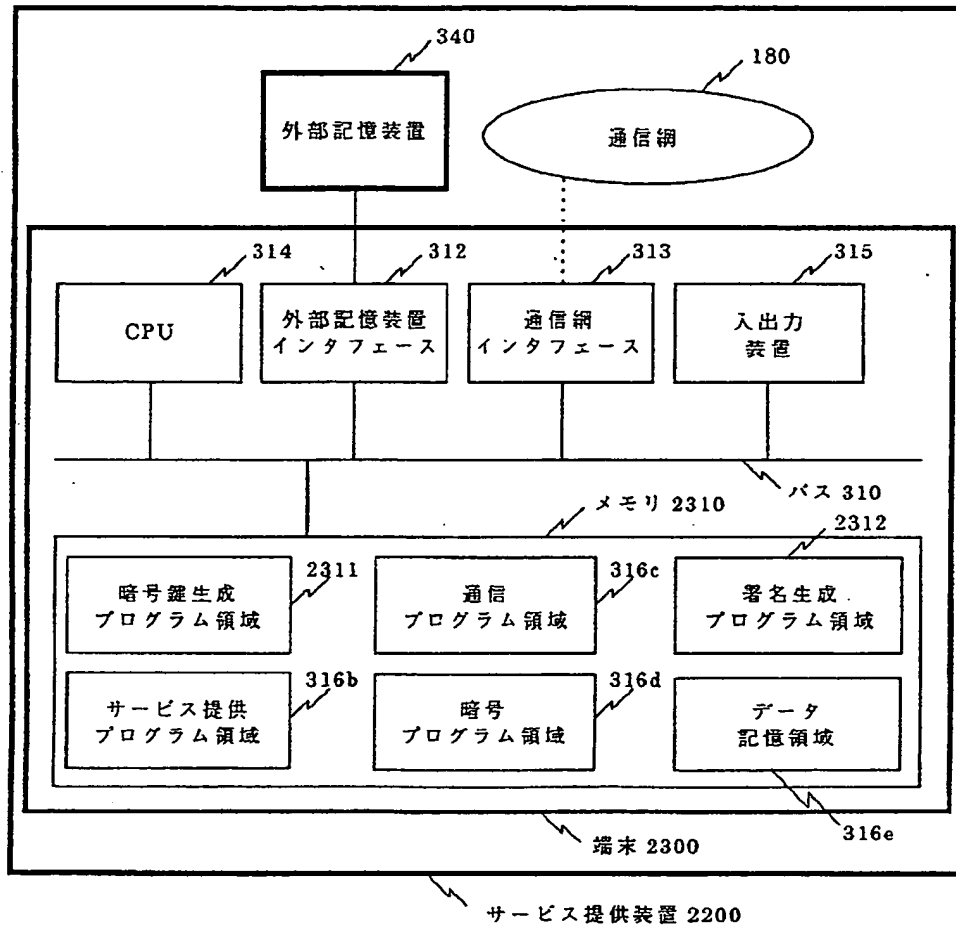 340
180
外部記憶装置
通信網
314
312
313
315
CPU
外部記憶装置
インタフェース
通信網
インタフェース
入出力
装置
バス 310
メモリ 2310
2312
2311
316c
暗号鍵生成
プログラム領域
通信
プログラム領域
署名生成
プログラム領域
316b
316d
サービス提供
プログラム領域
暗号
プログラム領域
データ
記憶領域
316e
端末 2300
サービス提供装置 2200